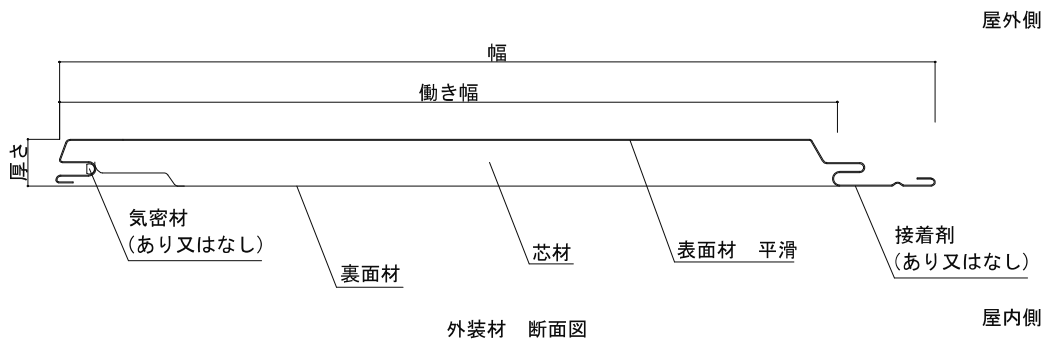 屋外側
幅
働き幅
厚さ
気密材
(あり又はなし)
裏面材
芯材
表面材　平滑
接着剤
(あり又はなし)
屋内側
外装材　断面図